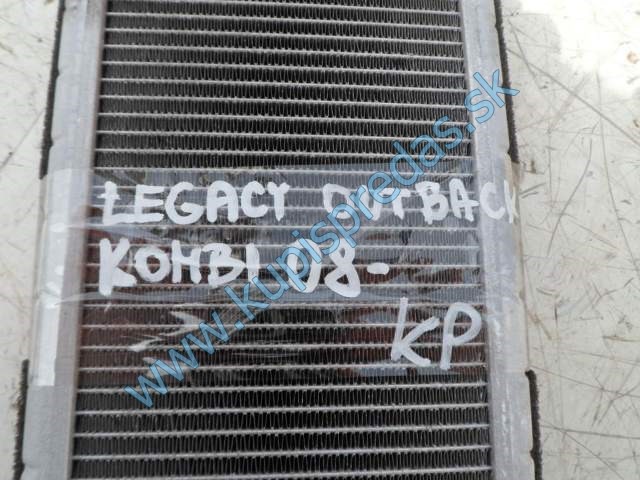 LEGACY OUTBACK
KOMBI 08-
KP
www.kupispredas.sk